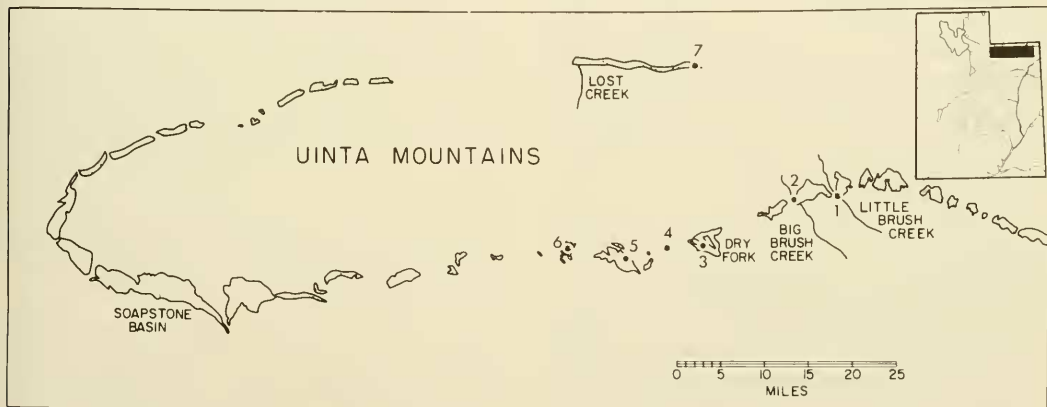 7
LOST
CREEK
UINTA MOUNTAINS
2
1
LITTLE
BRUSH
CREEK
BIG
BRUSH
CREEK
6
5
4
3
DRY
FORK
SOAPSTONE
BASIN
0 5 10 15 20 25
MILES